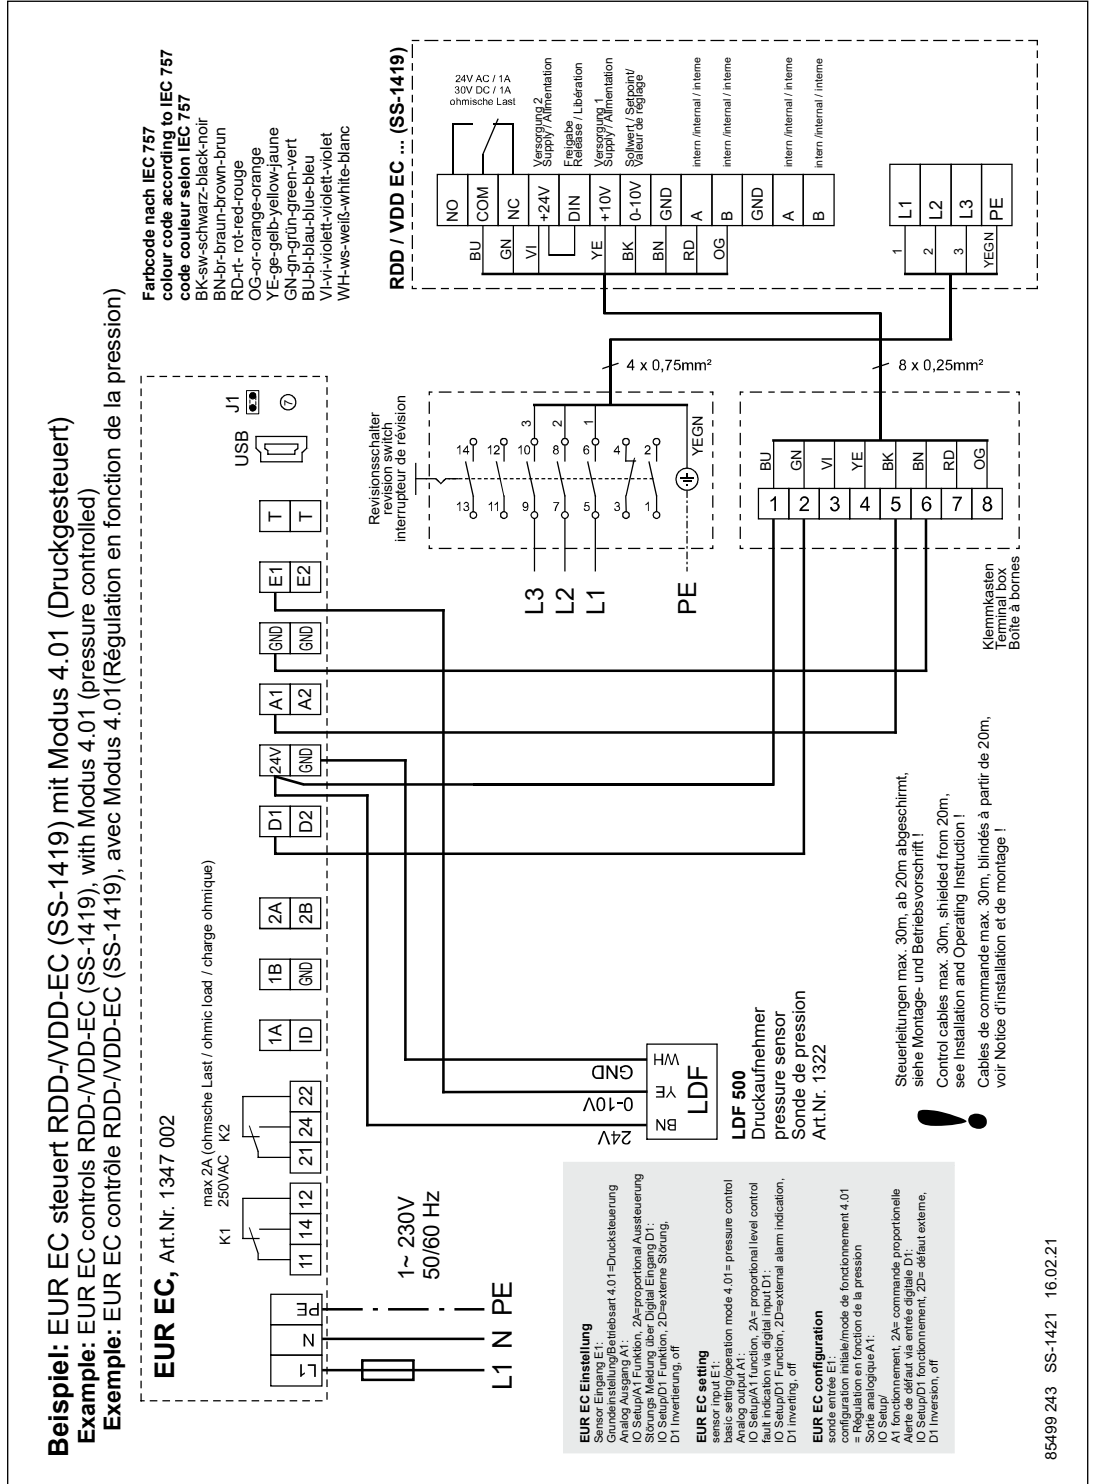 Beispiel: EUR EC steuert RDD-/VDD-EC (SS-1419) mit Modus 4.01 (Druckgesteuert)
Example: EUR EC controls RDD-/VDD-EC (SS-1419), with Modus 4.01 (pressure controlled)
Exemple: EUR EC contrôle RDD-/VDD-EC (SS-1419), avec Modus 4.01(Régulation en fonction de la pression)
EUR EC, Art.Nr. 1347 002
max 2A (ohmsche Last / ohmic load / charge ohmique)
250VAC
K1
K2
L1
N
PE
11
14
12
21
24
22
1A
ID
1B
GND
2A
2B
D1
D2
24V
GND
A1
A2
GND
GND
E1
E2
T
T
USB
J1
7
L1
N
PE
1~ 230V
50/60 Hz
Farbcode nach IEC 757
colour code according to IEC 757
code couleur selon IEC 757
BK-sw-schwarz-black-noir
BN-br-braun-brown-brun
RD-rt- rot-red-rouge
OG-or-orange-orange
YE-ge-gelb-yellow-jaune
GN-gn-grün-green-vert
BU-bl-blau-blue-bleu
VI-vi-violett-violet
WH-ws-weiß-white-blanc
RDD / VDD EC ... (SS-1419)
24V AC / 1A
30V DC / 1A
ohmische Last
Versorgung 2
Supply / Alimentation
Freigabe
Release / Libération
Versorgung 1
Supply / Alimentation
Sollwert / Setpoint/
Valeur de réglage
intern /internal / interne
intern /internal / interne
intern /internal / interne
intern /internal / interne
NO
COM
NC
+24V
DIN
+10V
0-10V
GND
A
B
GND
A
B
BU
GN
VI
YE
BK
BN
RD
OG
L1
L2
L3
PE
1
2
3
YEGN
4 x 0,75mm²
8 x 0,25mm²
Revisionsschalter
revision switch
interrupteur de révision
14
12
10
8
6
4
2
13
11
9
7
5
3
1
3
2
1
YEGN
L3
L2
L1
PE
BU
GN
VI
YE
BK
BN
RD
OG
1
2
3
4
5
6
7
8
Klemmkasten
Terminal box
Boîte à bornes
24V
0-10V
GND
BN
YE
WH
LDF
LDF 500
Druckaufnehmer
pressure sensor
Sonde de pression
Art.Nr. 1322
Steuerleitungen max. 30m, ab 20m abgeschirmt,
siehe Montage- und Betriebsvorschrift !
Control cables max. 30m, shielded from 20m,
see Installation and Operating Instruction !
Cables de commande max. 30m, blindés à partir de 20m,
voir Notice d'installation et de montage !
!
EUR EC Einstellung
Sensor Eingang E1:
Grundeinstellung/Betriebsart 4.01=Drucksteuerung
Analog Ausgang A1:
IO Setup/A1 Funktion, 2A=proportional Aussteuerung
Störungs Meldung über Digital Eingang D1:
IO Setup/D1 Funktion, 2D=externe Störung,
D1 Invertierung, off
EUR EC setting
sensor input E1:
basic setting/operation mode 4.01= pressure control
Analog output A1:
IO Setup/A1 function, 2A= proportional level control
fault indication via digital input D1:
IO Setup/D1 Function, 2D=external alarm indication,
D1 inverting, off
EUR EC configuration
sonde entrée E1:
configuration initiale/mode de fonctionnement 4.01
= Régulation en fonction de la pression
Sortie analogique A1:
IO Setup/
A1 fonctionnement, 2A= commande proportionelle
Alerte de défaut via entrée digitale D1:
IO Setup/D1 fonctionnement, 2D= défaut externe,
D1 Inversion, off
85499 243 SS-1421 16.02.21